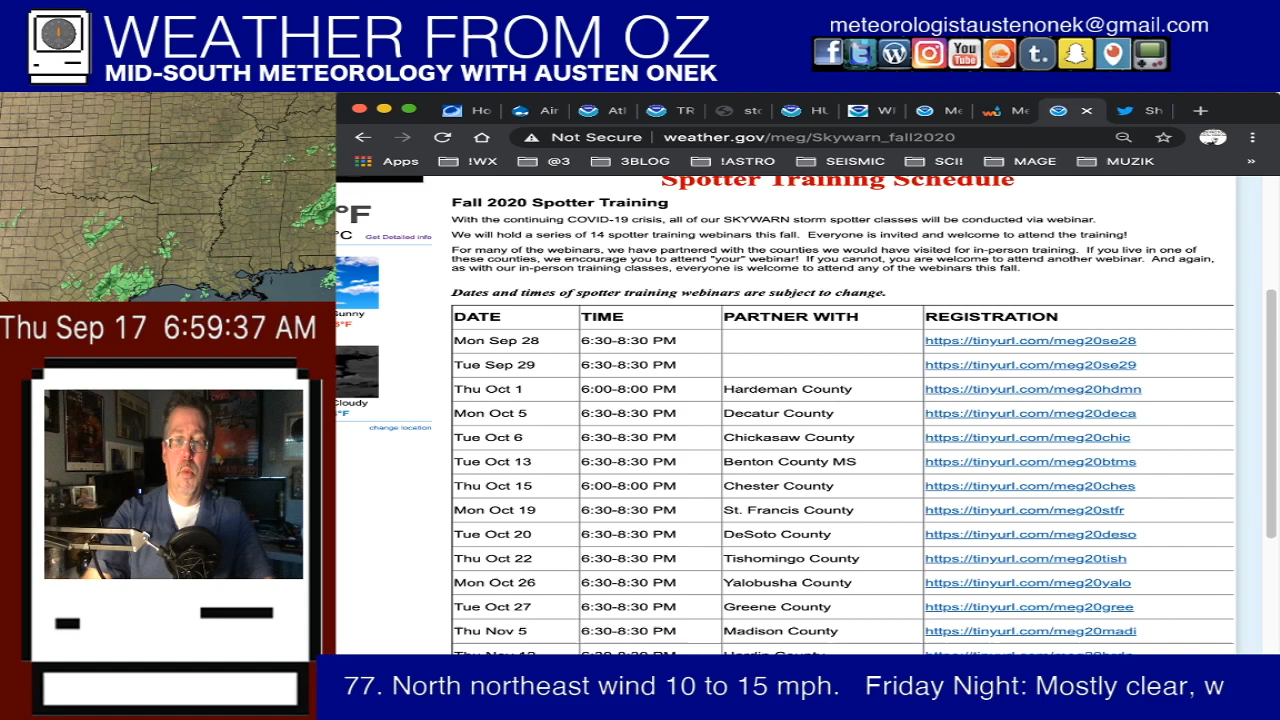 WEATHER FROM OZ
MID-SOUTH METEOROLOGY WITH AUSTEN ONEK
meteorologistaustenonek@gmail.com
You
Tube
t.
Ho
Air
Atl
TR
sto
HU
WI
Me
Me
Sh
Not Secure | weather.gov/meg/Skywarn_fall2020
Apps !WX @3 3BLOG !ASTRO SEISMIC SCI! MAGE MUZIK »
Spotter Training Schedule
Fall 2020 Spotter Training
With the continuing COVID-19 crisis, all of our SKYWARN storm spotter classes will be conducted via webinar.
We will hold a series of 14 spotter training webinars this fall. Everyone is invited and welcome to attend the training!
For many of the webinars, we have partnered with the counties we would have visited for in-person training. If you live in one of
these counties, we encourage you to attend "your" webinar! If you cannot, you are welcome to attend another webinar. And again,
as with our in-person training classes, everyone is welcome to attend any of the webinars this fall.
Dates and times of spotter training webinars are subject to change.
DATE TIME PARTNER WITH REGISTRATION
Mon Sep 28 6:30-8:30 PM https://tinyurl.com/meg20se28
Tue Sep 29 6:30-8:30 PM https://tinyurl.com/meg20se29
Thu Oct 1 6:00-8:00 PM Hardeman County https://tinyurl.com/meg20hdmn
Mon Oct 5 6:30-8:30 PM Decatur County https://tinyurl.com/meg20deca
Tue Oct 6 6:30-8:30 PM Chickasaw County https://tinyurl.com/meg20chic
Tue Oct 13 6:30-8:30 PM Benton County MS https://tinyurl.com/meg20btms
Thu Oct 15 6:00-8:00 PM Chester County https://tinyurl.com/meg20ches
Mon Oct 19 6:30-8:30 PM St. Francis County https://tinyurl.com/meg20stfr
Tue Oct 20 6:30-8:30 PM DeSoto County https://tinyurl.com/meg20deso
Thu Oct 22 6:30-8:30 PM Tishomingo County https://tinyurl.com/meg20tish
Mon Oct 26 6:30-8:30 PM Yalobusha County https://tinyurl.com/meg20yalo
Tue Oct 27 6:30-8:30 PM Greene County https://tinyurl.com/meg20gree
Thu Nov 5 6:30-8:30 PM Madison County https://tinyurl.com/meg20madi
°F
°C Get Detailed info
unny
°F
Cloudy
°F
change location
Thu Sep 17 6:59:37 AM
77. North northeast wind 10 to 15 mph. Friday Night: Mostly clear, w